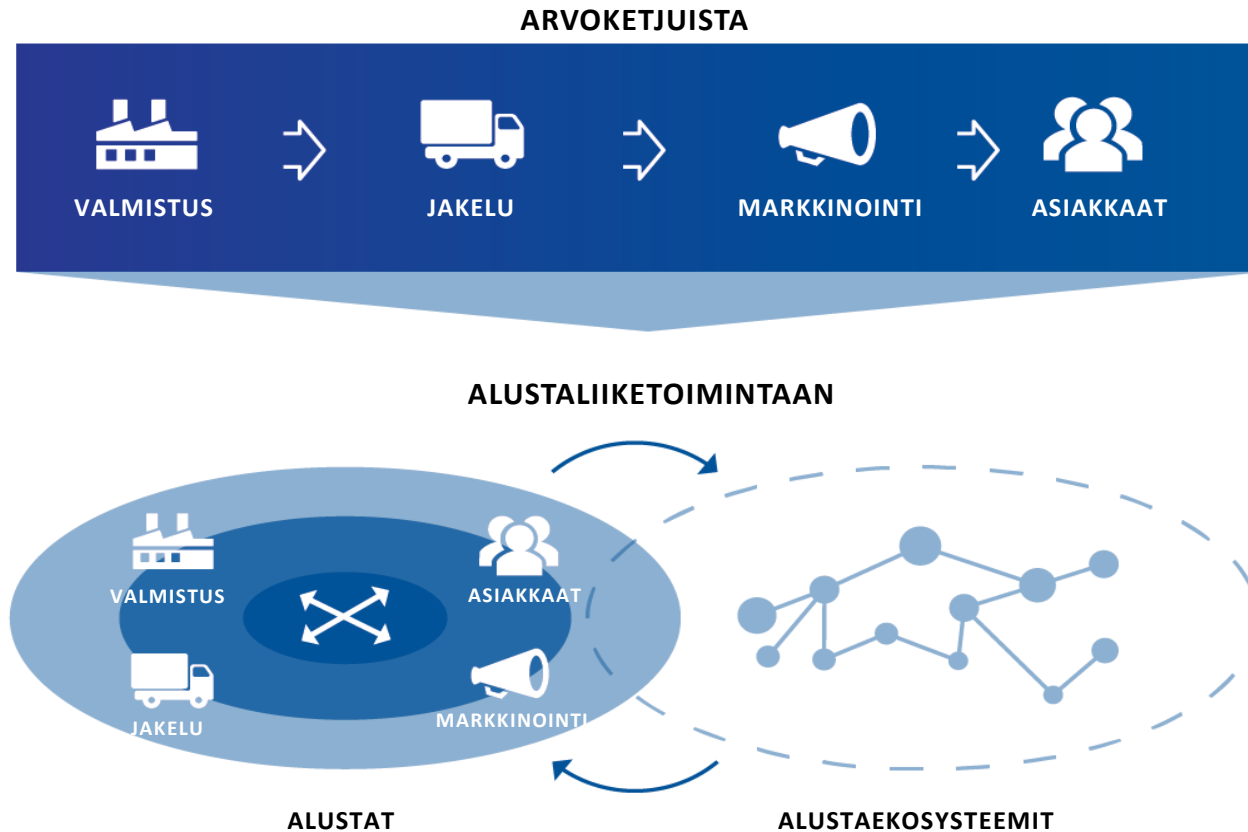 ARVOKETJUISTA
VALMISTUS
JAKELU
MARKKINOINTI
ASIAKKAAT
ALUSTALIIKETOIMINTAAN
VALMISTUS
ASIAKKAAT
JAKELU
MARKKINOINTI
ALUSTAT
ALUSTAEKOSYSTEEMIT